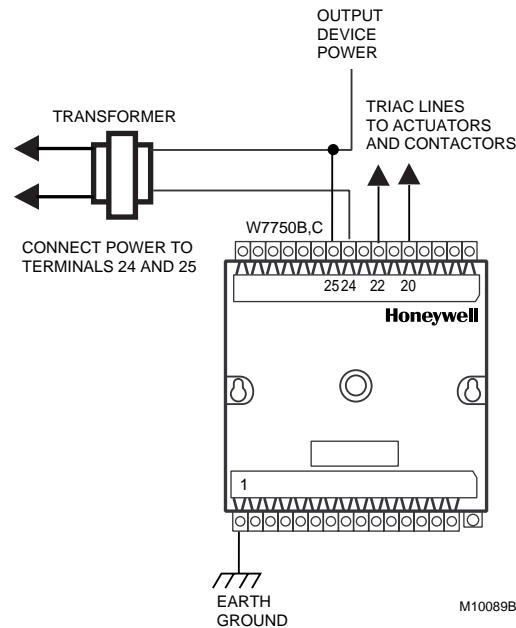 OUTPUT
DEVICE
POWER
TRANSFORMER
TRIAC LINES
TO ACTUATORS
AND CONTACTORS
CONNECT POWER TO
TERMINALS 24 AND 25
W7750B,C
25 24 22 20
Honeywell
1
EARTH
GROUND
M10089B